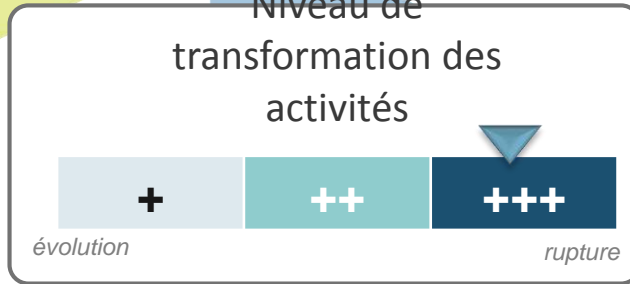 Niveau de
transformation des
activités
+ ++ +++
évolution rupture